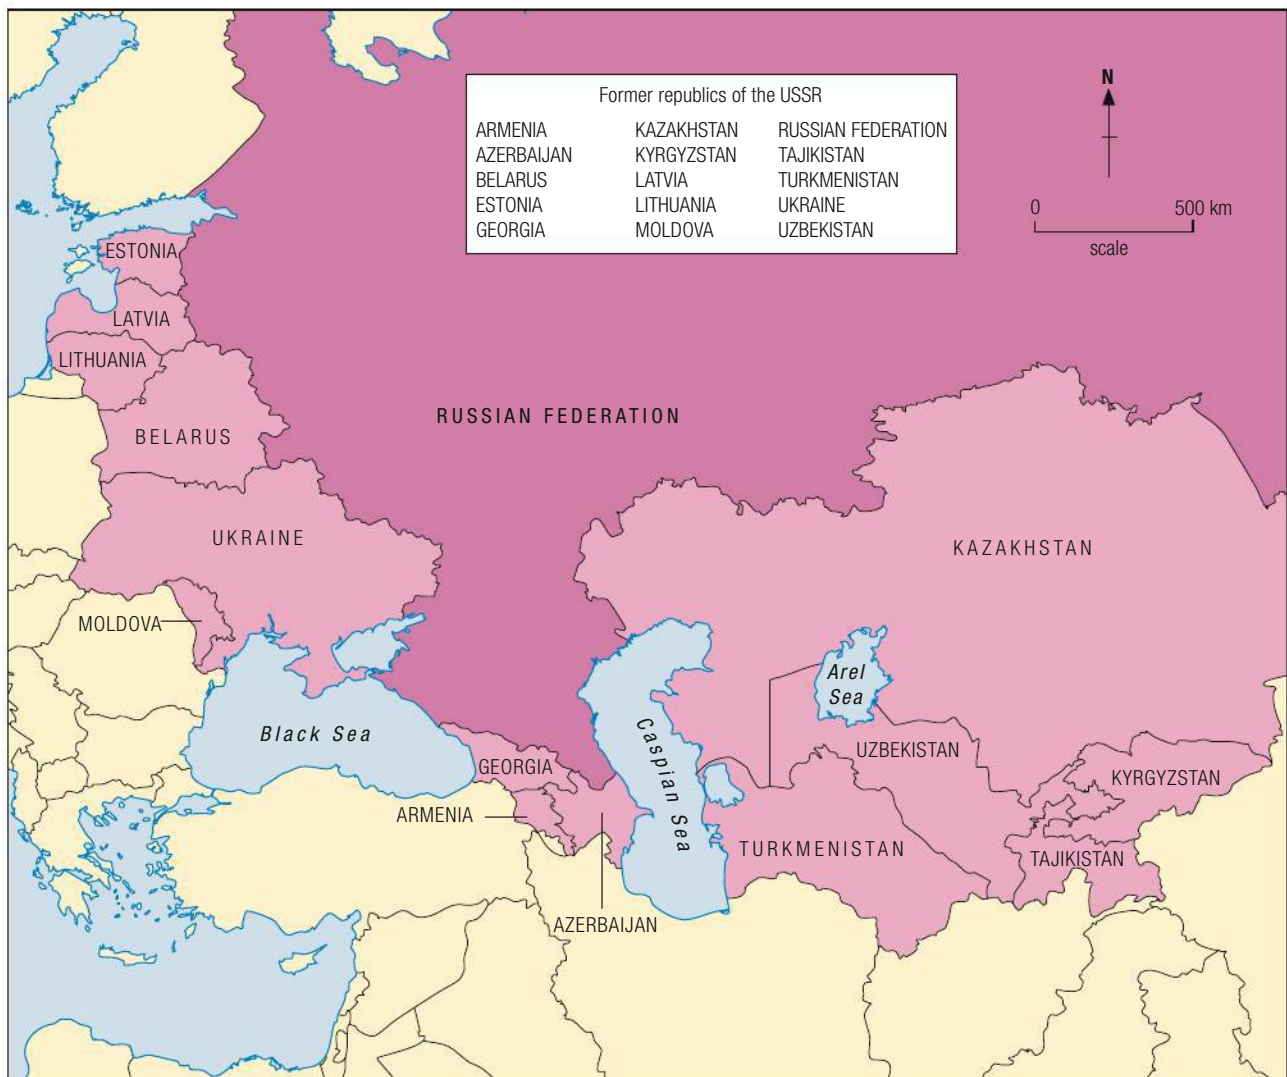 Former republics of the USSR
ARMENIA KAZAKHSTAN RUSSIAN FEDERATION
AZERBAIJAN KYRGYZSTAN TAJIKISTAN
BELARUS LATVIA TURKMENISTAN
ESTONIA LITHUANIA UKRAINE
GEORGIA MOLDOVA UZBEKISTAN
N
0 500 km
scale
ESTONIA
LATVIA
LITHUANIA
RUSSIAN FEDERATION
BELARUS
UKRAINE
KAZAKHSTAN
MOLDOVA
Arel
Sea
Black Sea
Caspian Sea
UZBEKISTAN
GEORGIA
KYRGYZSTAN
ARMENIA
TURKMENISTAN
TAJIKISTAN
AZERBAIJAN